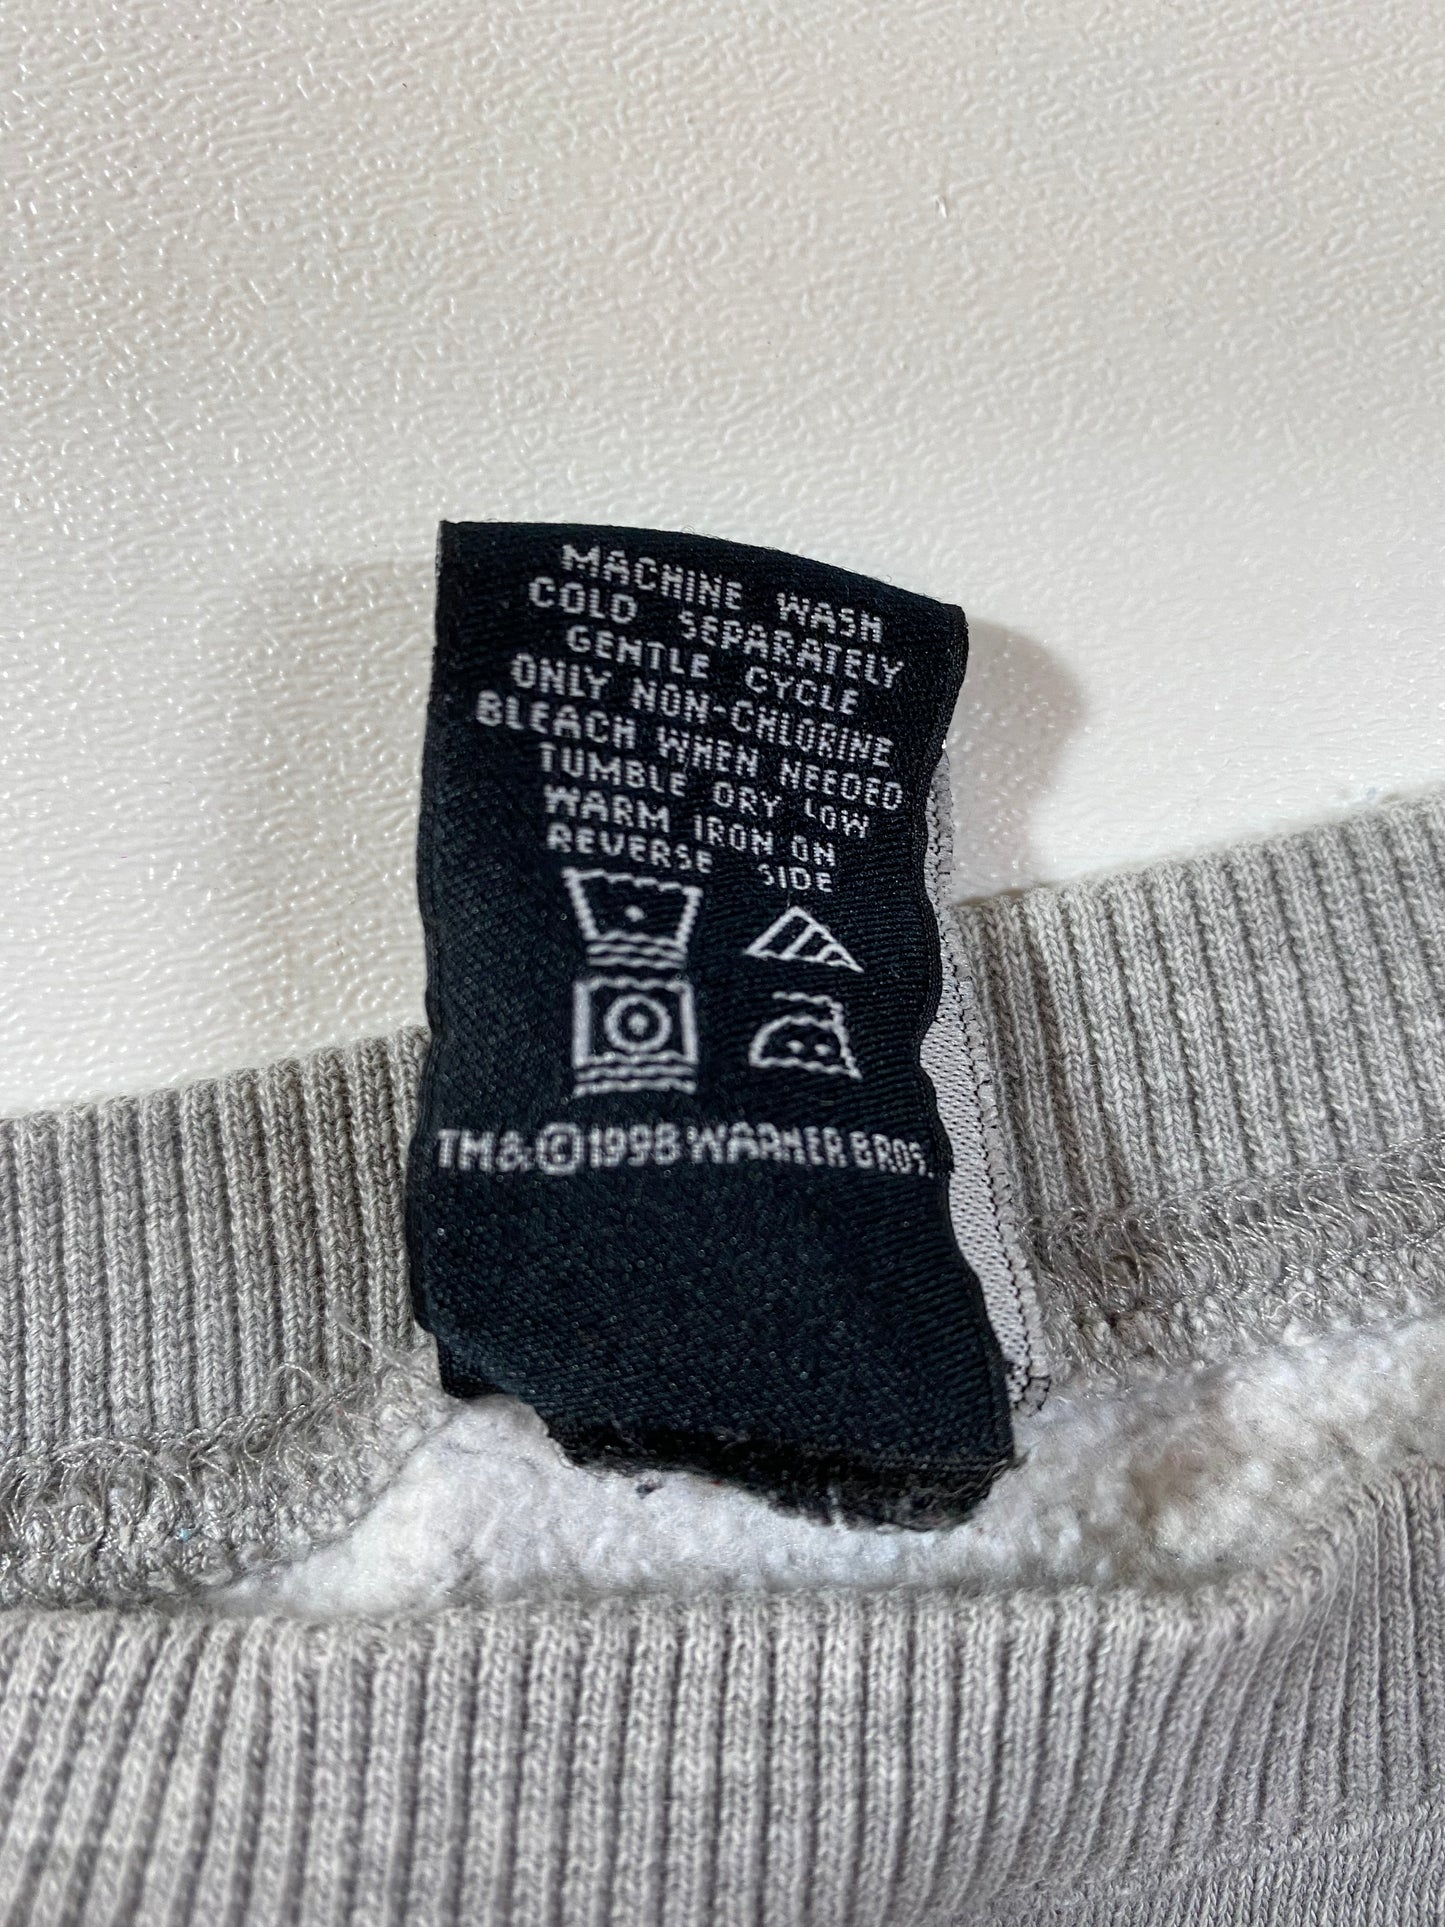 MACHINE WASH
COLD SEPARATELY
GENTLE CYCLE
ONLY NON-CHLORINE
BLEACH WHEN NEEDED
TUMBLE DRY LOW
WARM IRON ON
REVERSE SIDE
TM&©1998 WARNER BROS.